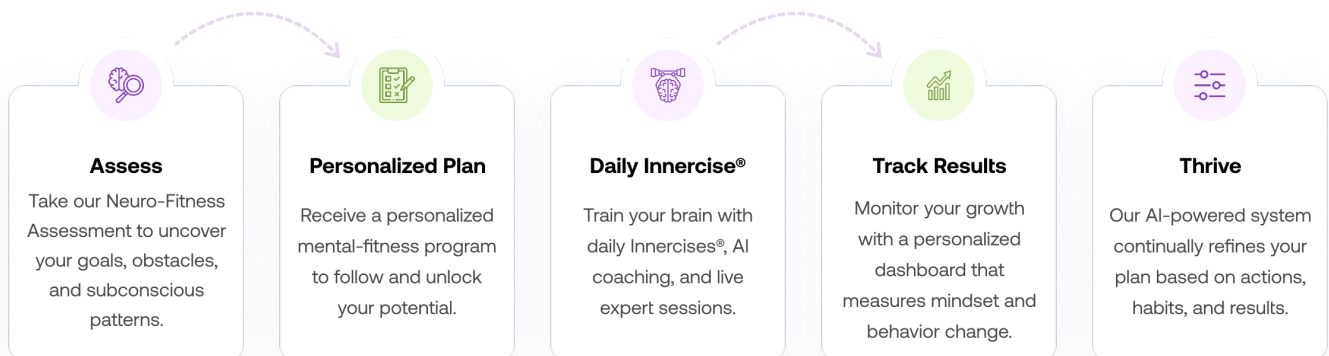 Assess
Take our Neuro-Fitness
Assessment to uncover
your goals, obstacles,
and subconscious
patterns.
Personalized Plan
Receive a personalized
mental-fitness program
to follow and unlock
your potential.
Daily Innercise®
Train your brain with
daily Innercises®, AI
coaching, and live
expert sessions.
Track Results
Monitor your growth
with a personalized
dashboard that
measures mindset and
behavior change.
Thrive
Our AI-powered system
continually refines your
plan based on actions,
habits, and results.